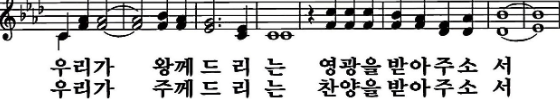 우리가 왕께 드 리 는 영광을 받아주소 서
우리가 주께 드 리 는 찬양을 받아주소 서